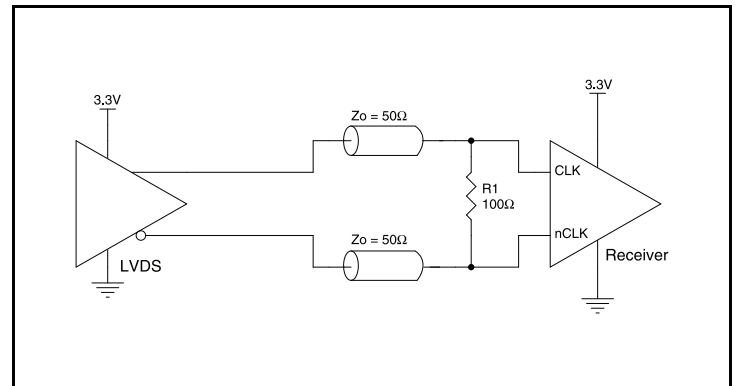 3.3V
3.3V
Zo = 50Ω
CLK
R1
100Ω
nCLK
Zo = 50Ω
LVDS
Receiver